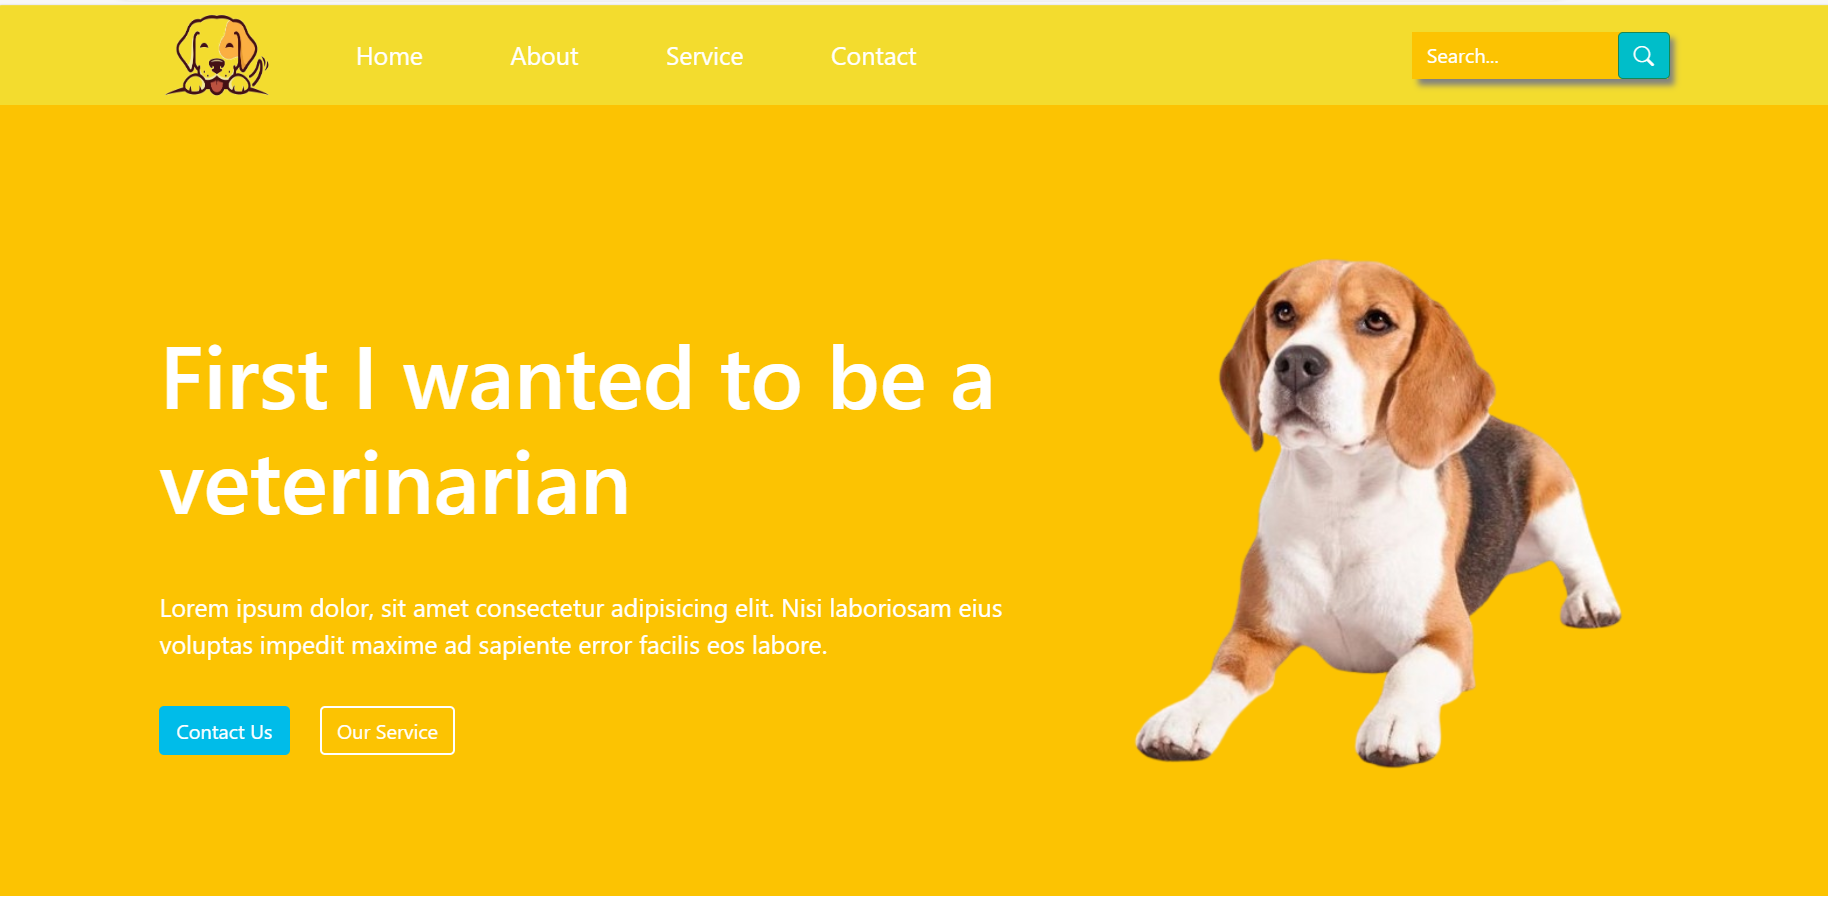 Home About Service Contact Search...
First I wanted to be a
veterinarian
Lorem ipsum dolor, sit amet consectetur adipisicing elit. Nisi laboriosam eius
voluptas impedit maxime ad sapiente error facilis eos labore.
Contact Us Our Service